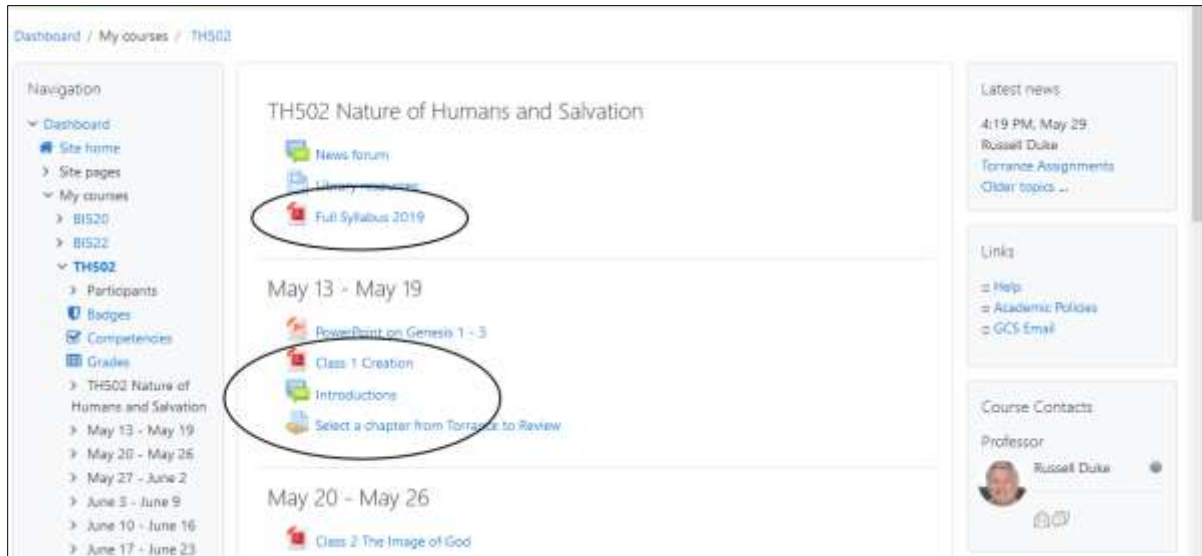 Dashboard / My courses / TH502
Navigation
Dashboard
Site home
Site pages
My courses
BI520
BI522
TH502
Participants
Badges
Competencies
Grades
TH502 Nature of
Humans and Salvation
May 13 - May 19
May 20 - May 26
May 27 - June 2
June 3 - June 9
June 10 - June 16
June 17 - June 23
TH502 Nature of Humans and Salvation
News forum
Library resources
Full Syllabus 2019
May 13 - May 19
PowerPoint on Genesis 1 - 3
Class 1 Creation
Introductions
Select a chapter from Torrance to Review
May 20 - May 26
Class 2 The Image of God
Latest news
4:19 PM, May 29
Russell Duke
Torrance Assignments
Older topics ...
Links
Help
Academic Policies
GCS Email
Course Contacts
Professor
Russell Duke